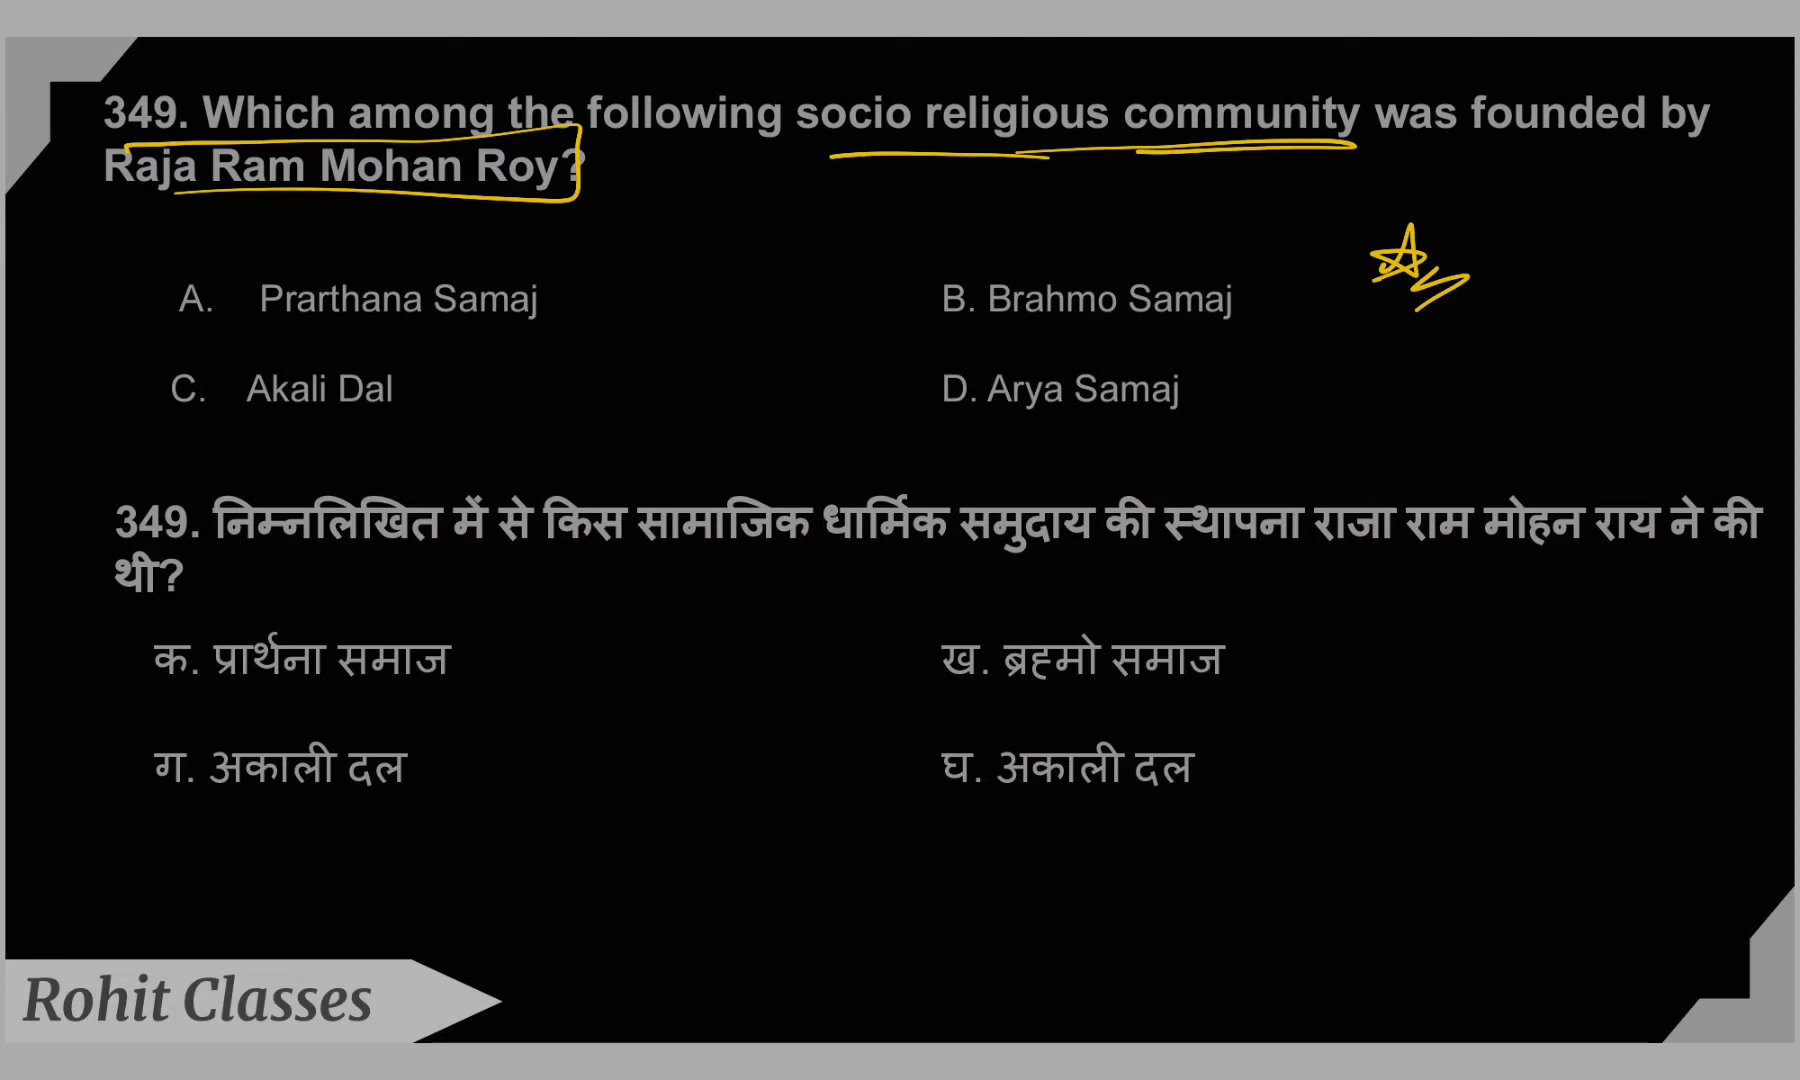 349. Which among the following socio religious community was founded by
Raja Ram Mohan Roy?
A. Prarthana Samaj
B. Brahmo Samaj
C. Akali Dal
D. Arya Samaj
349. निम्नलिखित में से किस सामाजिक धार्मिक समुदाय की स्थापना राजा राम मोहन राय ने की
थी?
क. प्रार्थना समाज
ख. ब्रह्मो समाज
ग. अकाली दल
घ. अकाली दल
Rohit Classes